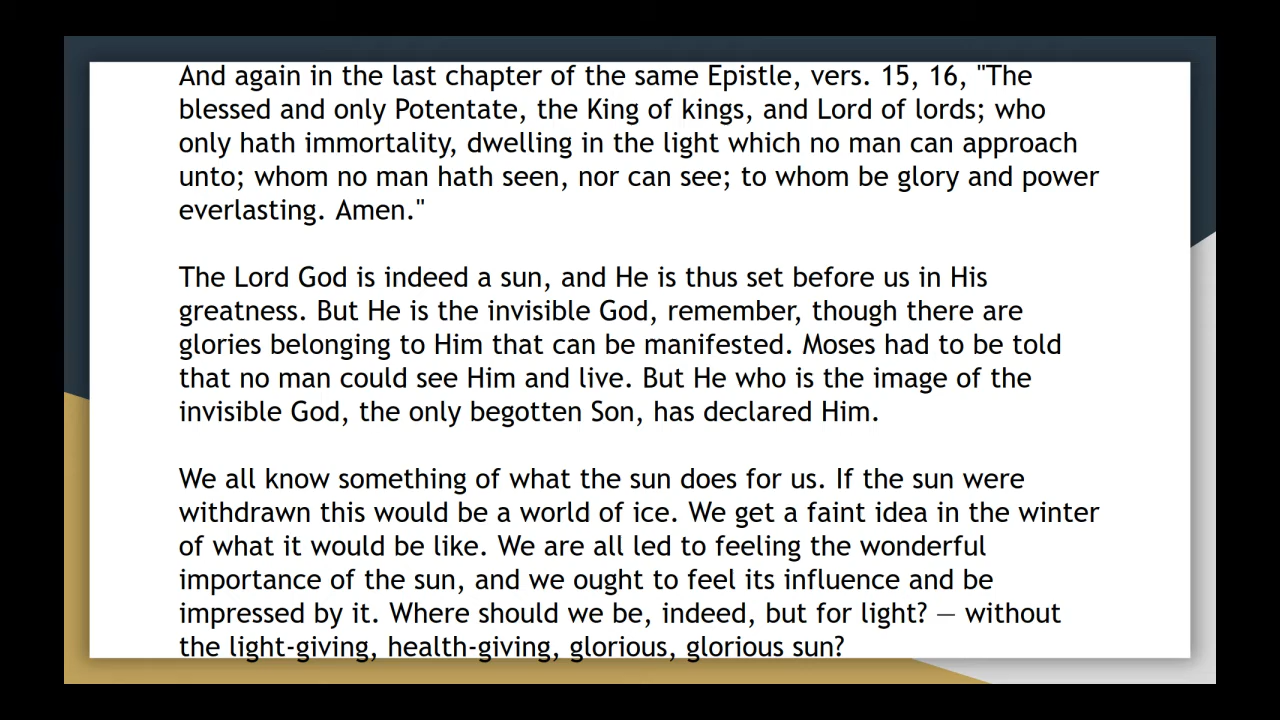 And again in the last chapter of the same Epistle, vers. 15, 16, "The
blessed and only Potentate, the King of kings, and Lord of lords; who
only hath immortality, dwelling in the light which no man can approach
unto; whom no man hath seen, nor can see; to whom be glory and power
everlasting. Amen."
The Lord God is indeed a sun, and He is thus set before us in His
greatness. But He is the invisible God, remember, though there are
glories belonging to Him that can be manifested. Moses had to be told
that no man could see Him and live. But He who is the image of the
invisible God, the only begotten Son, has declared Him.
We all know something of what the sun does for us. If the sun were
withdrawn this would be a world of ice. We get a faint idea in the winter
of what it would be like. We are all led to feeling the wonderful
importance of the sun, and we ought to feel its influence and be
impressed by it. Where should we be, indeed, but for light? — without
the light-giving, health-giving, glorious, glorious sun?